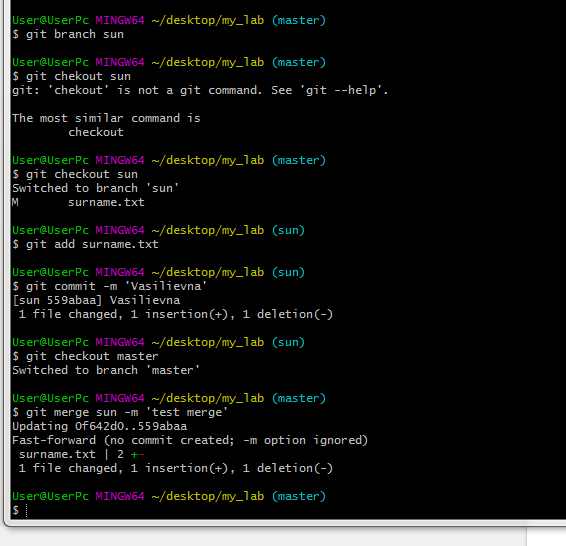 User@UserPc MINGW64 ~/desktop/my_lab (master)
$ git branch sun
User@UserPc MINGW64 ~/desktop/my_lab (master)
$ git chekout sun
git: 'chekout' is not a git command. See 'git --help'.
The most similar command is
checkout
User@UserPc MINGW64 ~/desktop/my_lab (master)
$ git checkout sun
Switched to branch 'sun'
M surname.txt
User@UserPc MINGW64 ~/desktop/my_lab (sun)
$ git add surname.txt
User@UserPc MINGW64 ~/desktop/my_lab (sun)
$ git commit -m 'Vasilievna'
[sun 559abaa] Vasilievna
1 file changed, 1 insertion(+), 1 deletion(-)
User@UserPc MINGW64 ~/desktop/my_lab (sun)
$ git checkout master
Switched to branch 'master'
User@UserPc MINGW64 ~/desktop/my_lab (master)
$ git merge sun -m 'test merge'
Updating 0f642d0..559abaa
Fast-forward (no commit created; -m option ignored)
surname.txt | 2 +-
1 file changed, 1 insertion(+), 1 deletion(-)
User@UserPc MINGW64 ~/desktop/my_lab (master)
$